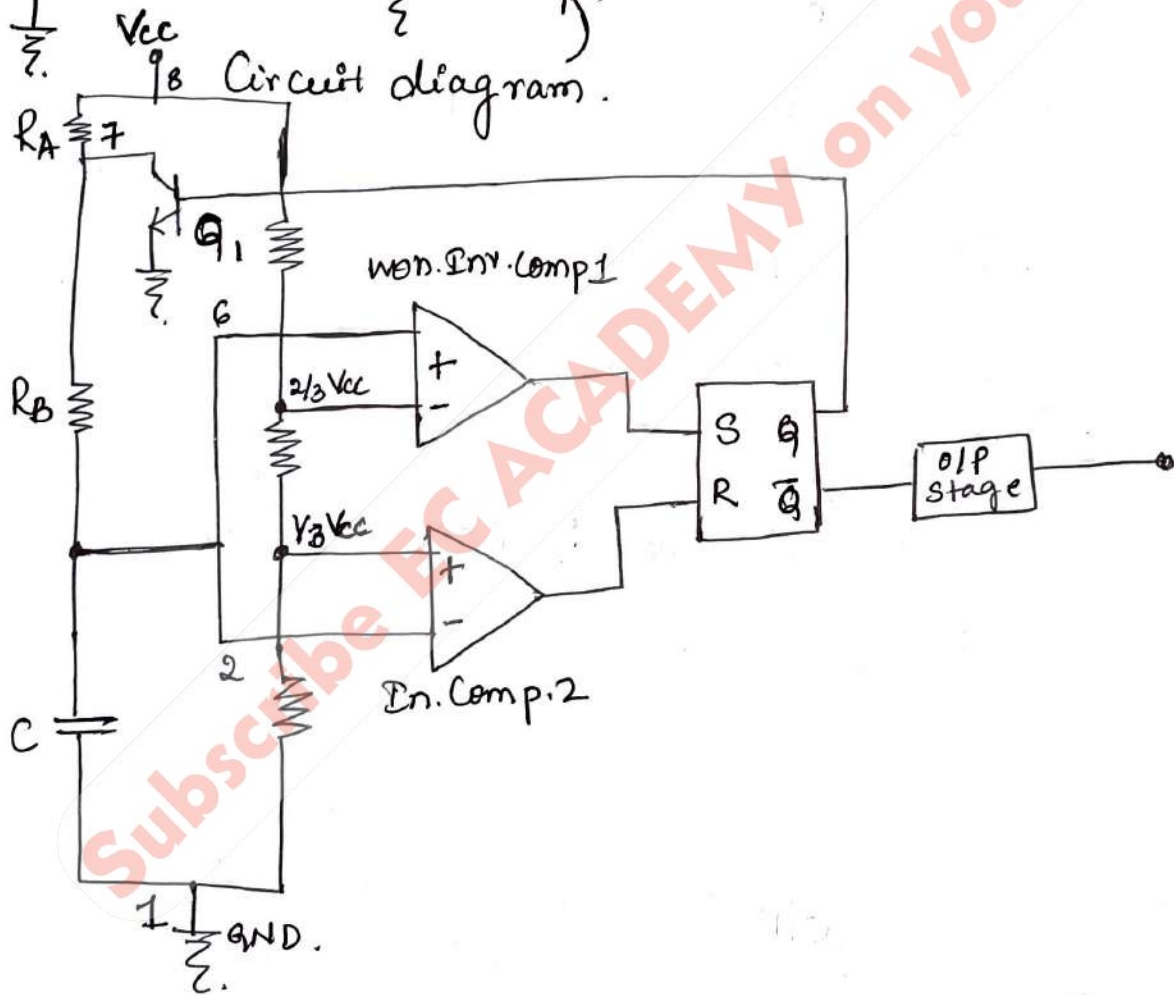 Vcc
8 Circuit diagram.
RA 7
Q1
Non.Inv.Comp1
6
+
2/3 Vcc
-
RB
S Q
R Q̅
O/P
Stage
1/3 Vcc
+
-
2
In.Comp.2
C
1 GND.
Subscribe EC ACADEMY on you